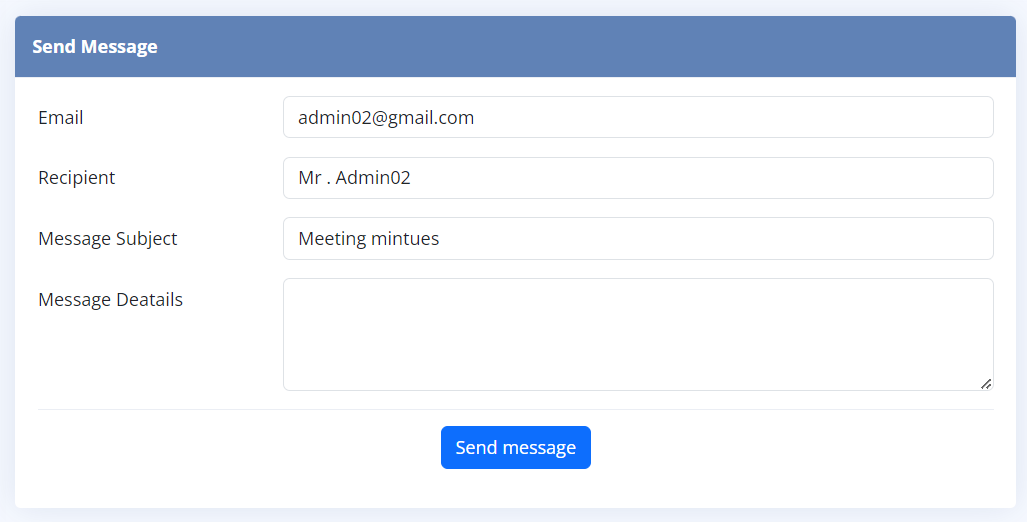 Send Message
Email admin02@gmail.com
Recipient Mr . Admin02
Message Subject Meeting mintues
Message Deatails
Send message